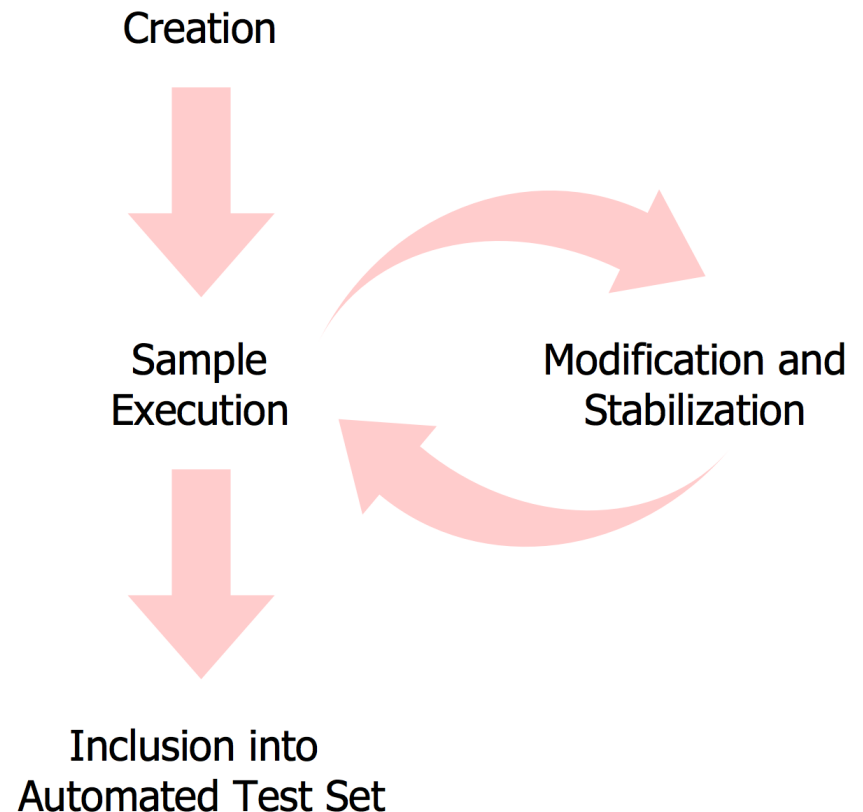 Creation
Sample
Execution
Modification and
Stabilization
Inclusion into
Automated Test Set